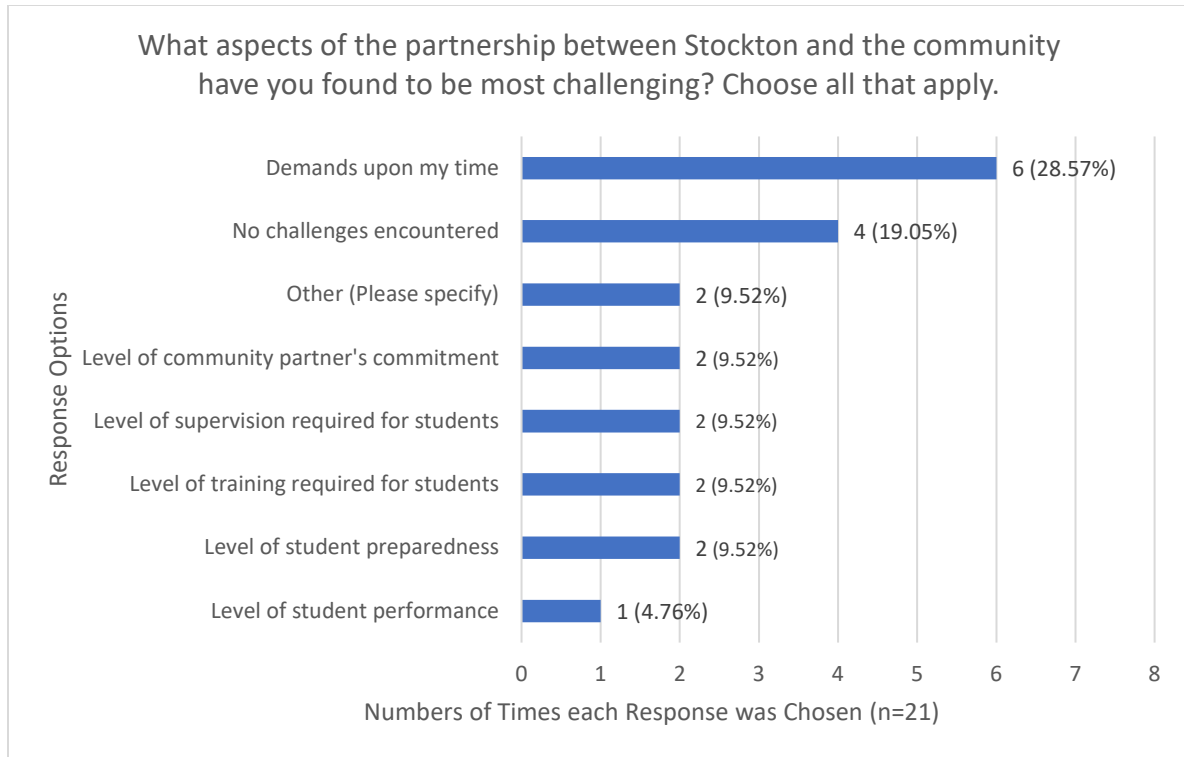 What aspects of the partnership between Stockton and the community
have you found to be most challenging? Choose all that apply.
Response Options
Demands upon my time 6 (28.57%)
No challenges encountered 4 (19.05%)
Other (Please specify) 2 (9.52%)
Level of community partner's commitment 2 (9.52%)
Level of supervision required for students 2 (9.52%)
Level of training required for students 2 (9.52%)
Level of student preparedness 2 (9.52%)
Level of student performance 1 (4.76%)
0 1 2 3 4 5 6 7 8
Numbers of Times each Response was Chosen (n=21)